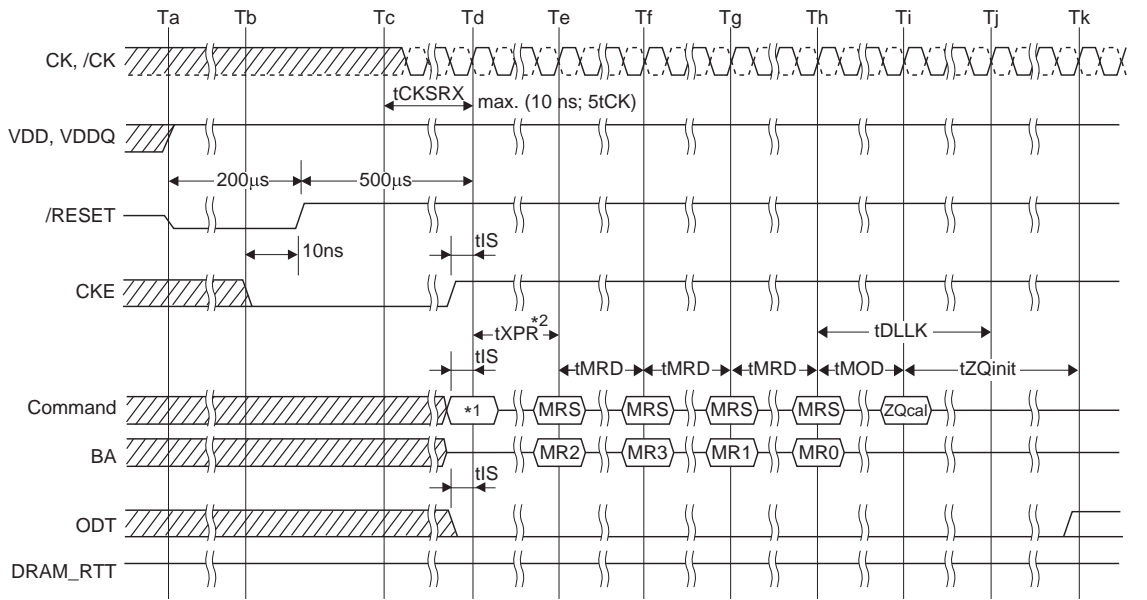 Ta Tb Tc Td Te Tf Tg Th Ti Tj Tk
CK, /CK
tCKSRX max. (10 ns; 5tCK)
VDD, VDDQ
200μs 500μs
/RESET
10ns tIS
CKE
tXPR*2 tDLLK
tIS tMRD tMRD tMRD tMOD tZQinit
Command *1 MRS MRS MRS MRS ZQcal
BA MR2 MR3 MR1 MR0
tIS
ODT
DRAM_RTT